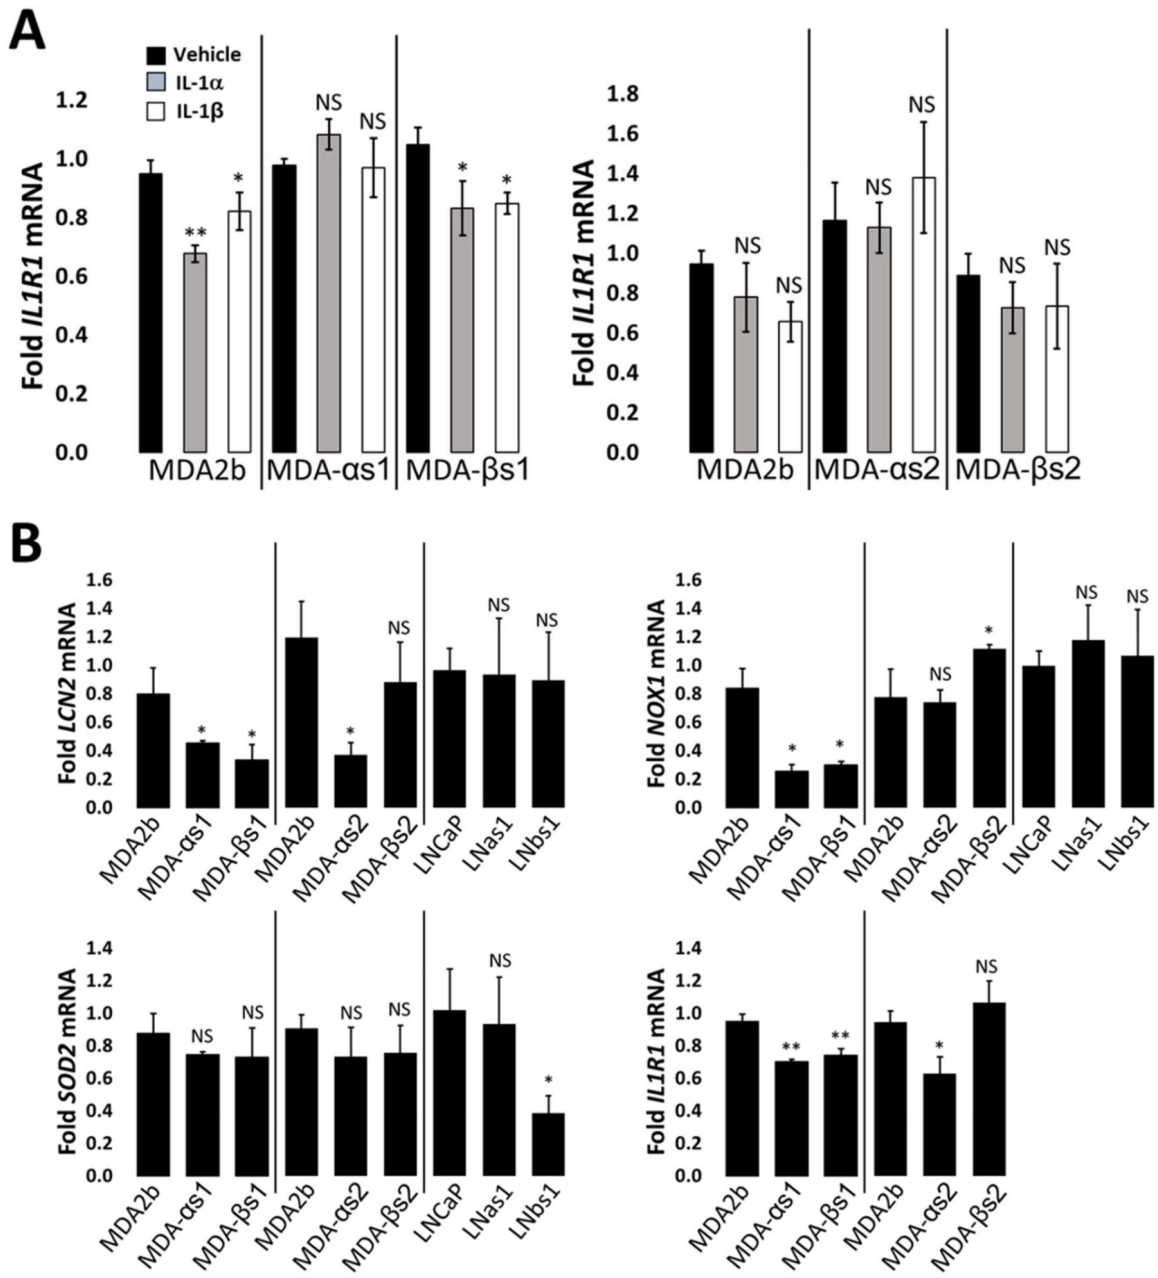 A
Vehicle
IL-1α
IL-1β
Fold IL1R1 mRNA
1.2
1.0
0.8
0.6
0.4
0.2
0.0
** * NS NS * *
MDA2b MDA-αs1 MDA-βs1
Fold IL1R1 mRNA
1.8
1.6
1.4
1.2
1.0
0.8
0.6
0.4
0.2
0.0
NS NS NS NS NS NS
MDA2b MDA-αs2 MDA-βs2
B
Fold LCN2 mRNA
1.6
1.4
1.2
1.0
0.8
0.6
0.4
0.2
0.0
* * * NS NS NS
MDA2b MDA-αs1 MDA-βs1 MDA2b MDA-αs2 MDA-βs2 LNCaP LNas1 LNbs1
Fold NOX1 mRNA
1.6
1.4
1.2
1.0
0.8
0.6
0.4
0.2
0.0
* * NS * NS NS
MDA2b MDA-αs1 MDA-βs1 MDA2b MDA-αs2 MDA-βs2 LNCaP LNas1 LNbs1
Fold SOD2 mRNA
1.4
1.2
1.0
0.8
0.6
0.4
0.2
0.0
NS NS NS NS NS *
MDA2b MDA-αs1 MDA-βs1 MDA2b MDA-αs2 MDA-βs2 LNCaP LNas1 LNbs1
Fold IL1R1 mRNA
1.4
1.2
1.0
0.8
0.6
0.4
0.2
0.0
** ** * NS
MDA2b MDA-αs1 MDA-βs1 MDA2b MDA-αs2 MDA-βs2